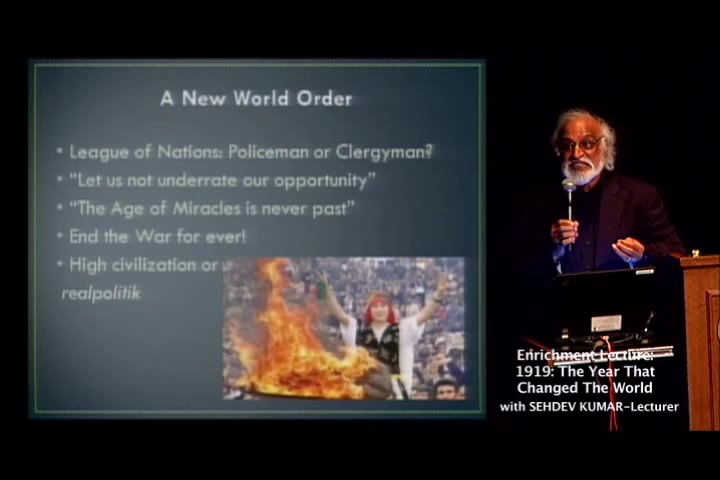 A New World Order
• League of Nations: Policeman or Clergyman?
• “Let us not underrate our opportunity”
• “The Age of Miracles is never past”
• End the War for ever!
• High civilization or
realpolitik
Enrichment Lecture:
1919: The Year That
Changed The World
with SEHDEV KUMAR-Lecturer